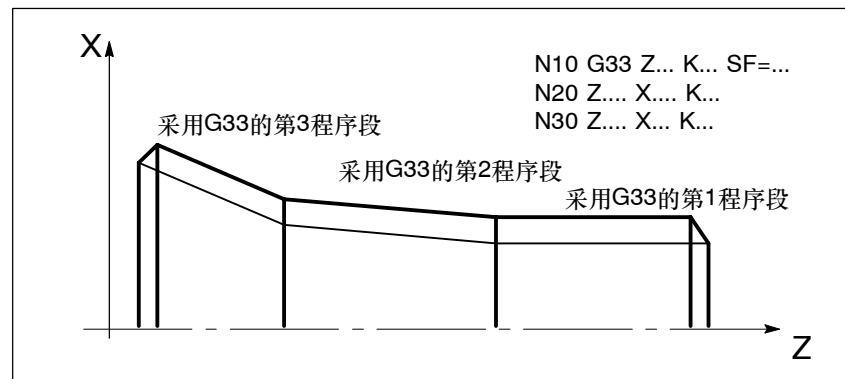 X
N10 G33 Z... K... SF=...
N20 Z.... X.... K...
N30 Z.... X... K...
采用G33的第3程序段
采用G33的第2程序段
采用G33的第1程序段
Z